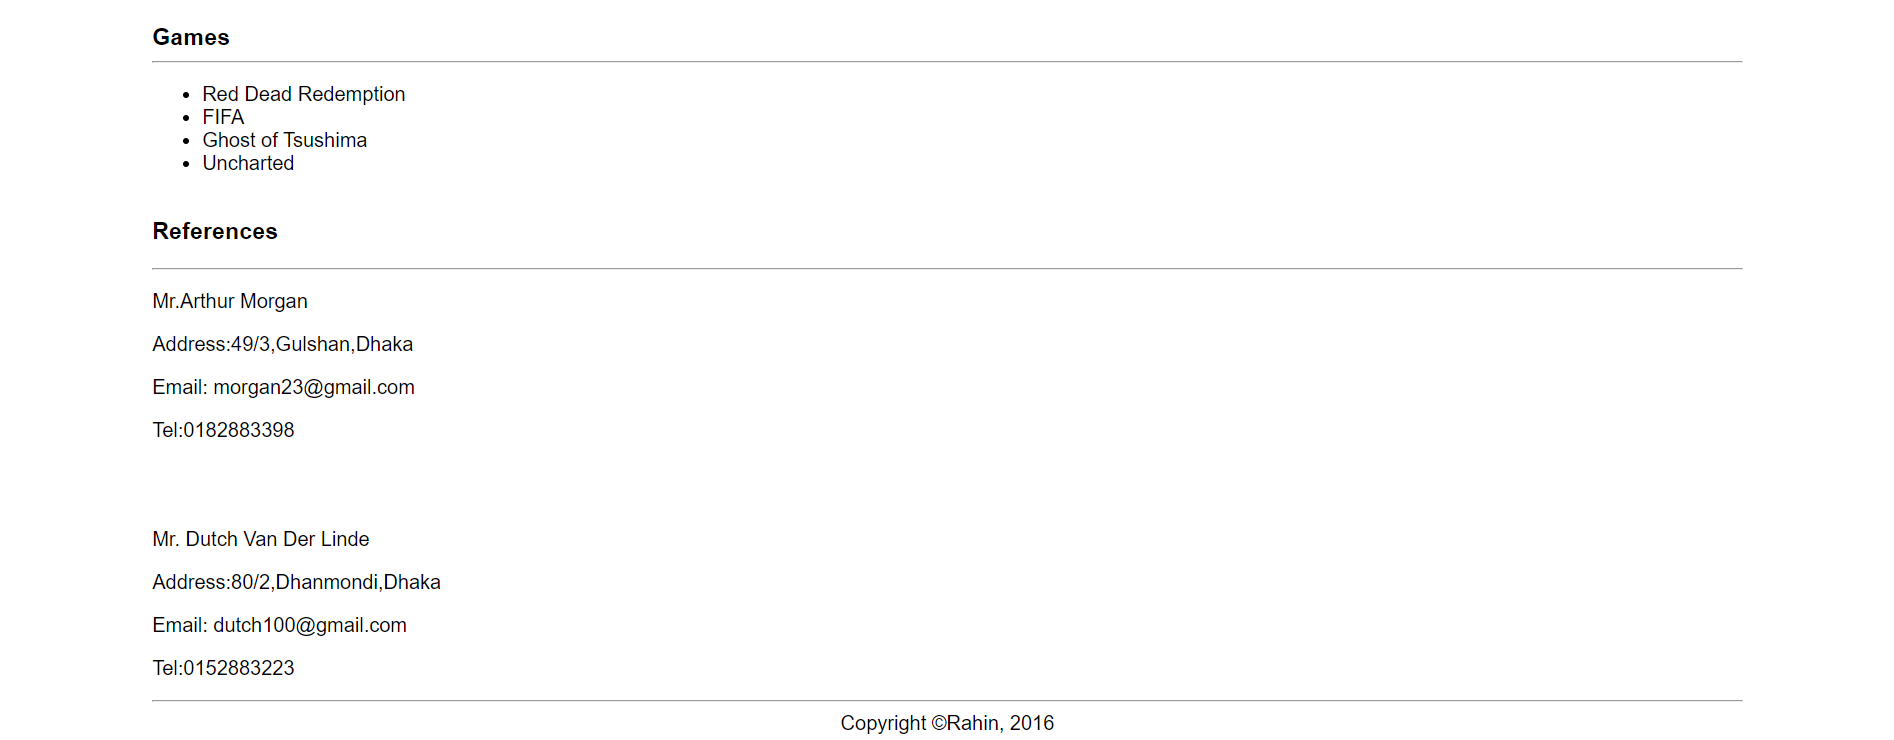 Games
Red Dead Redemption
FIFA
Ghost of Tsushima
Uncharted
References
Mr.Arthur Morgan
Address:49/3,Gulshan,Dhaka
Email: morgan23@gmail.com
Tel:0182883398
Mr. Dutch Van Der Linde
Address:80/2,Dhanmondi,Dhaka
Email: dutch100@gmail.com
Tel:0152883223
Copyright ©Rahin, 2016